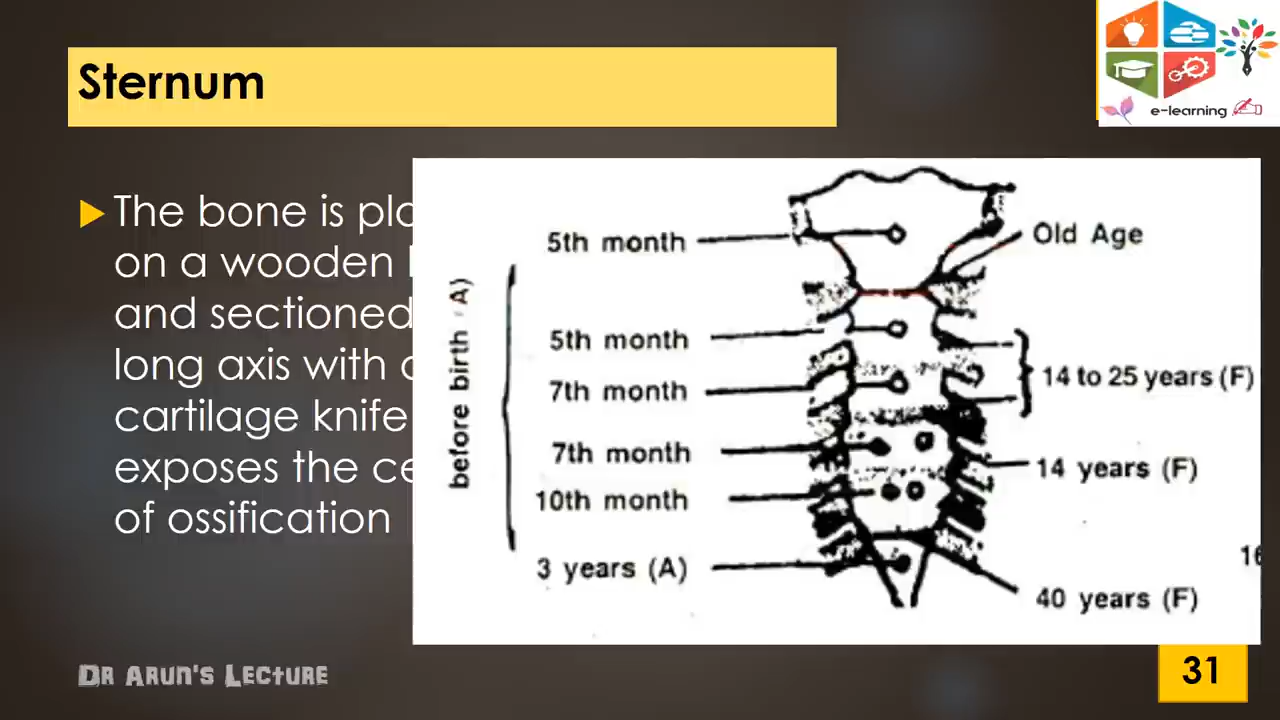 Sternum
e-learning
The bone is pla
on a wooden
and sectioned
long axis with
cartilage knife
exposes the ce
of ossification
before birth (A)
5th month
5th month
7th month
7th month
10th month
3 years (A)
Old Age
14 to 25 years (F)
14 years (F)
16
40 years (F)
Dr Arun's Lecture
31